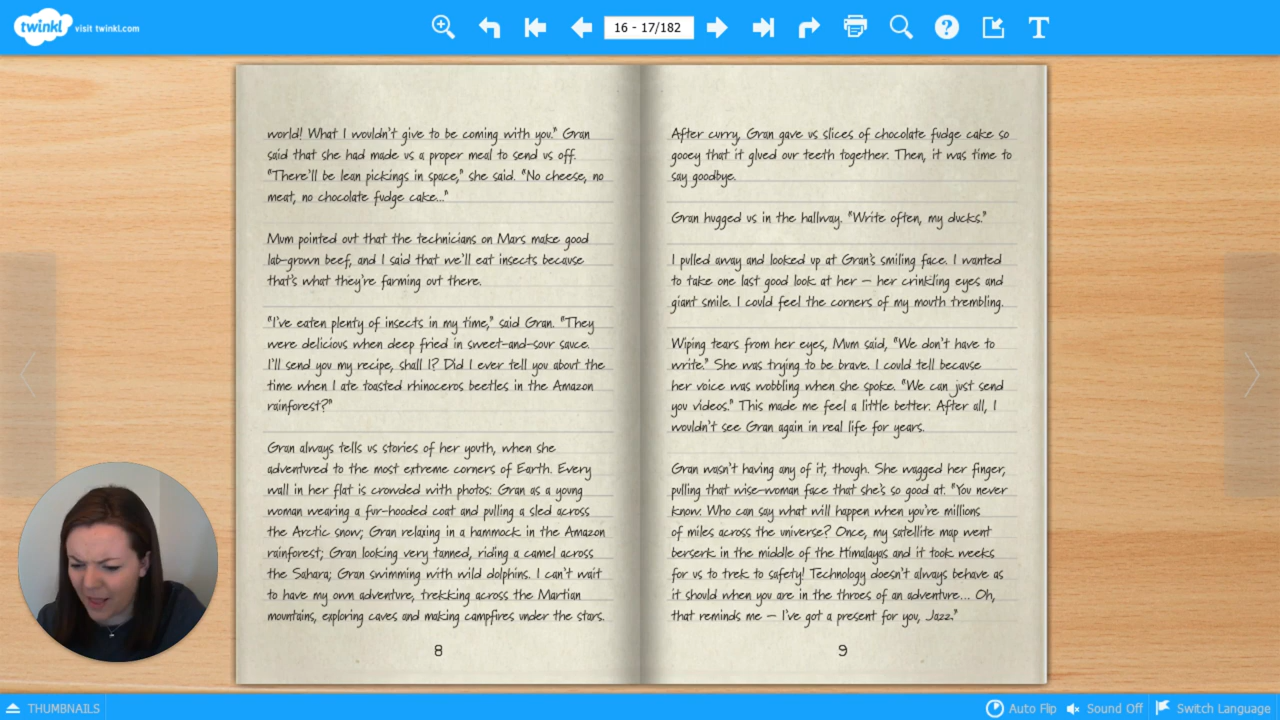 twinkl visit twinkl.com
16 - 17/182
world! What I wouldn't give to be coming with you." Gran
said that she had made us a proper meal to send us off.
"There'll be lean pickings in space," she said. "No cheese, no
meat, no chocolate fudge cake..."
Mum pointed out that the technicians on Mars make good
lab-grown beef, and I said that we'll eat insects because
that's what they're farming out there.
"I've eaten plenty of insects in my time," said Gran. "They
were delicious when deep fried in sweet-and-sour sauce.
I'll send you my recipe, shall I? Did I ever tell you about the
time when I ate toasted rhinoceros beetles in the Amazon
rainforest?"
Gran always tells us stories of her youth, when she
adventured to the most extreme corners of Earth. Every
wall in her flat is crowded with photos: Gran as a young
woman wearing a fur-hooded coat and pulling a sled across
the Arctic snow; Gran relaxing in a hammock in the Amazon
rainforest; Gran looking very tanned, riding a camel across
the Sahara; Gran swimming with wild dolphins. I can't wait
to have my own adventure, trekking across the Martian
mountains, exploring caves and making campfires under the stars.
8
After curry, Gran gave us slices of chocolate fudge cake so
gooey that it glued our teeth together. Then, it was time to
say goodbye.
Gran hugged us in the hallway. "Write often, my ducks."
I pulled away and looked up at Gran's smiling face. I wanted
to take one last good look at her – her crinkling eyes and
giant smile. I could feel the corners of my mouth trembling.
Wiping tears from her eyes, Mum said, "We don't have to
write." She was trying to be brave. I could tell because
her voice was wobbling when she spoke. "We can just send
you videos." This made me feel a little better. After all, I
wouldn't see Gran again in real life for years.
Gran wasn't having any of it, though. She wagged her finger,
pulling that wise-woman face that she's so good at. "You never
know. Who can say what will happen when you're millions
of miles across the universe? Once, my satellite map went
berserk in the middle of the Himalayas and it took weeks
for us to trek to safety! Technology doesn't always behave as
it should when you are in the throes of an adventure... Oh,
that reminds me – I've got a present for you, Jazz."
9
THUMBNAILS
Auto Flip Sound Off Switch Language